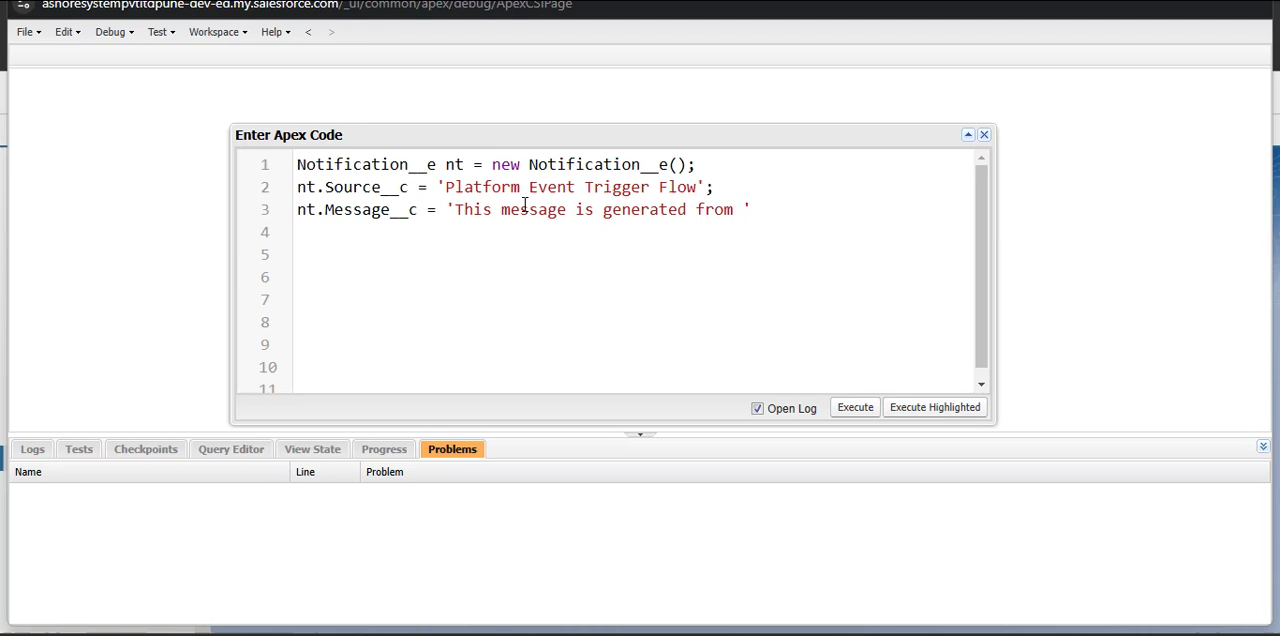 ashoresystempvtltdpune-dev-ed.my.salesforce.com/_ui/common/apex/debug/ApexCSIPage
File Edit Debug Test Workspace Help < >
Enter Apex Code
1 Notification__e nt = new Notification__e();
2 nt.Source__c = 'Platform Event Trigger Flow';
3 nt.Message__c = 'This message is generated from '
4
5
6
7
8
9
10
11
Open Log Execute Execute Highlighted
Logs Tests Checkpoints Query Editor View State Progress Problems
Name Line Problem